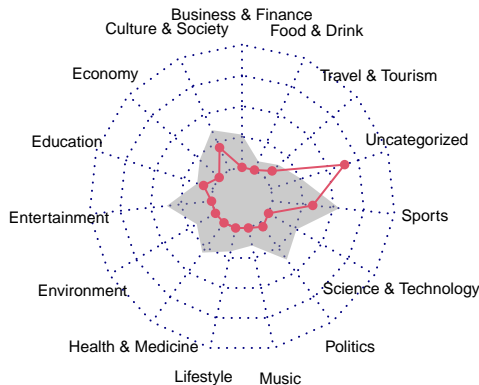 Business & Finance
Culture & Society
Food & Drink
Economy
Travel & Tourism
Education
Uncategorized
Entertainment
Sports
Environment
Science & Technology
Health & Medicine
Politics
Lifestyle
Music